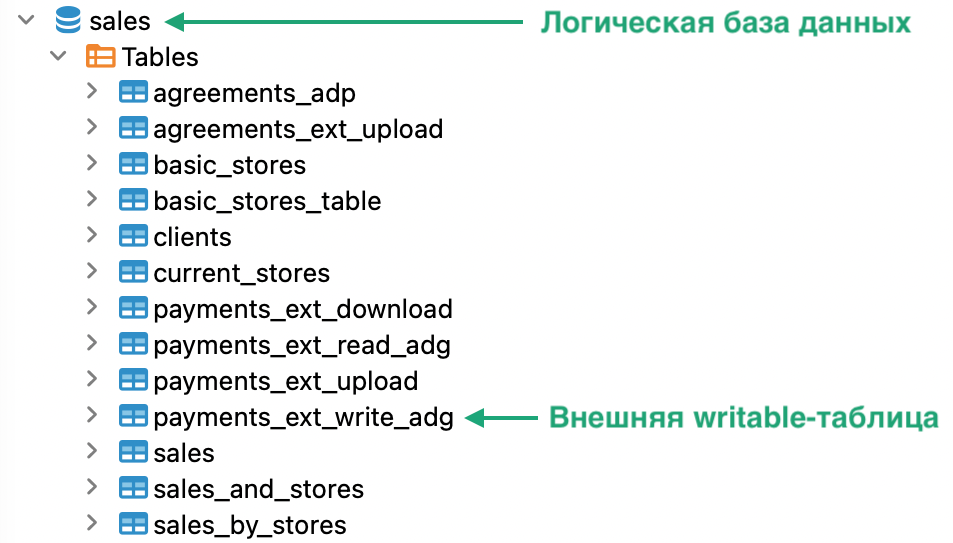 sales Логическая база данных
Tables
agreements_adp
agreements_ext_upload
basic_stores
basic_stores_table
clients
current_stores
payments_ext_download
payments_ext_read_adg
payments_ext_upload
payments_ext_write_adg Внешняя writable-таблица
sales
sales_and_stores
sales_by_stores